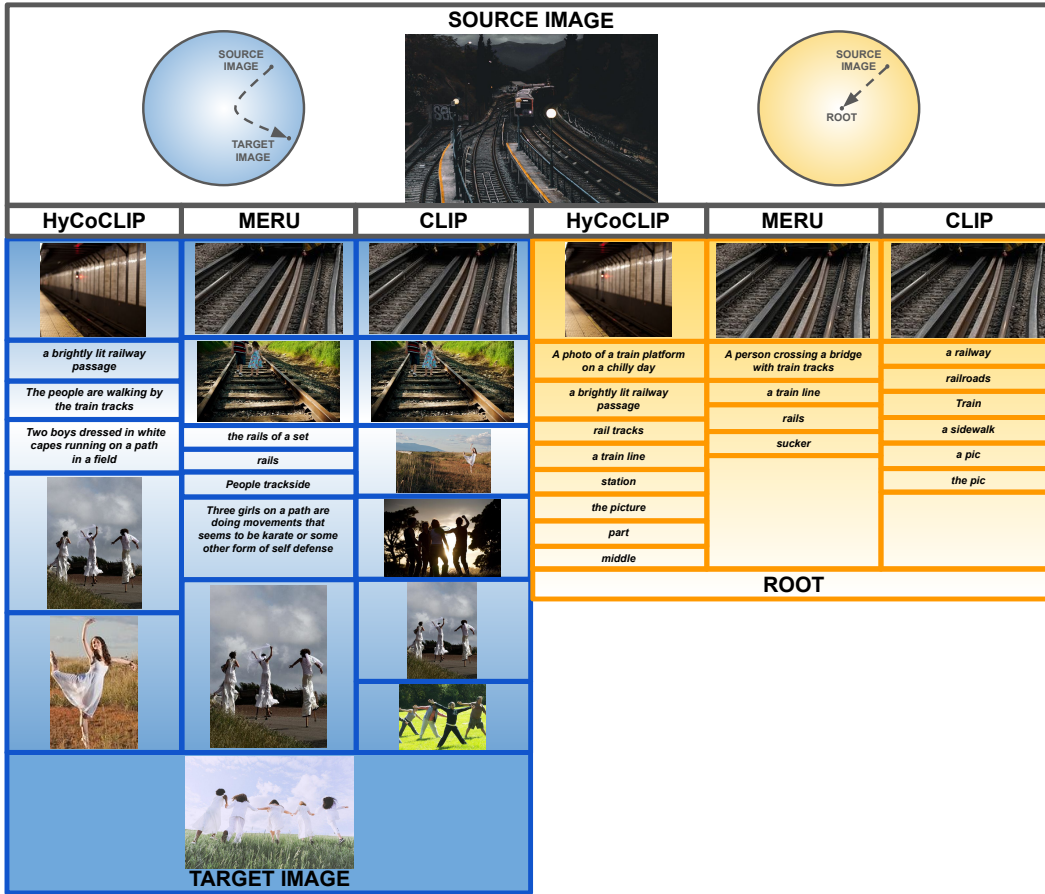 SOURCE IMAGE
SOURCE
IMAGE
TARGET
IMAGE
SOURCE
IMAGE
ROOT
HyCoCLIP
MERU
CLIP
HyCoCLIP
MERU
CLIP
a brightly lit railway
passage
The people are walking by
the train tracks
Two boys dressed in white
capes running on a path
in a field
the rails of a set
rails
People trackside
Three girls on a path are
doing movements that
seems to be karate or some
other form of self defense
A photo of a train platform
on a chilly day
a brightly lit railway
passage
rail tracks
a train line
station
the picture
part
middle
A person crossing a bridge
with train tracks
a train line
rails
sucker
a railway
railroads
Train
a sidewalk
a pic
the pic
ROOT
TARGET IMAGE